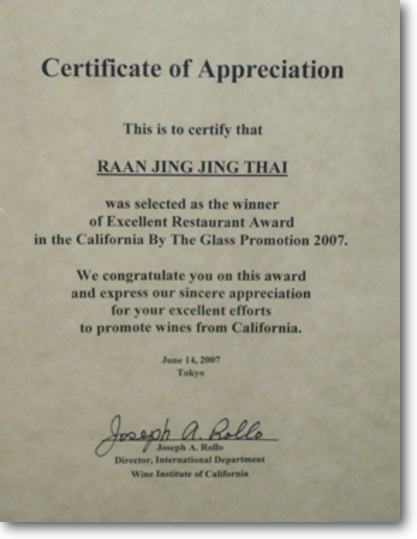 Certificate of Appreciation
This is to certify that
RAAN JING JING THAI
was selected as the winner
of Excellent Restaurant Award
in the California By The Glass Promotion 2007.
We congratulate you on this award
and express our sincere appreciation
for your excellent efforts
to promote wines from California.
June 14, 2007
Tokyo
Joseph A. Rollo
Joseph A. Rollo
Director, International Department
Wine Institute of California